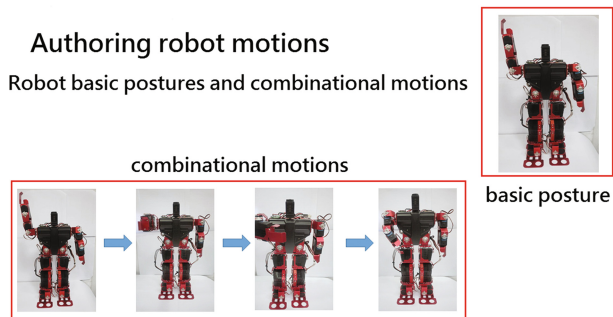 Authoring robot motions
Robot basic postures and combinational motions
combinational motions
basic posture